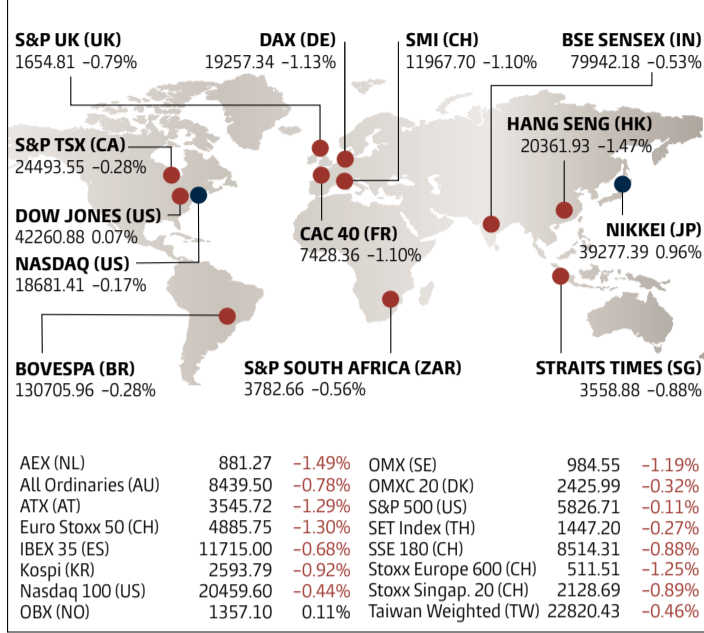 S&P UK (UK)
1654.81 –0.79%
DAX (DE)
19257.34 –1.13%
SMI (CH)
11967.70 –1.10%
BSE SENSEX (IN)
79942.18 –0.53%
S&P TSX (CA)
24493.55 –0.28%
HANG SENG (HK)
20361.93 –1.47%
DOW JONES (US)
42260.88 0.07%
CAC 40 (FR)
7428.36 –1.10%
NIKKEI (JP)
39277.39 0.96%
NASDAQ (US)
18681.41 –0.17%
BOVESPA (BR)
130705.96 –0.28%
S&P SOUTH AFRICA (ZAR)
3782.66 –0.56%
STRAITS TIMES (SG)
3558.88 –0.88%
AEX (NL) 881.27 –1.49%
All Ordinaries (AU) 8439.50 –0.78%
ATX (AT) 3545.72 –1.29%
Euro Stoxx 50 (CH) 4885.75 –1.30%
IBEX 35 (ES) 11715.00 –0.68%
Kospi (KR) 2593.79 –0.92%
Nasdaq 100 (US) 20459.60 –0.44%
OBX (NO) 1357.10 0.11%
OMX (SE) 984.55 –1.19%
OMXC 20 (DK) 2425.99 –0.32%
S&P 500 (US) 5826.71 –0.11%
SET Index (TH) 1447.20 –0.27%
SSE 180 (CH) 8514.31 –0.88%
Stoxx Europe 600 (CH) 511.51 –1.25%
Stoxx Singap. 20 (CH) 2128.69 –0.89%
Taiwan Weighted (TW) 22820.43 –0.46%